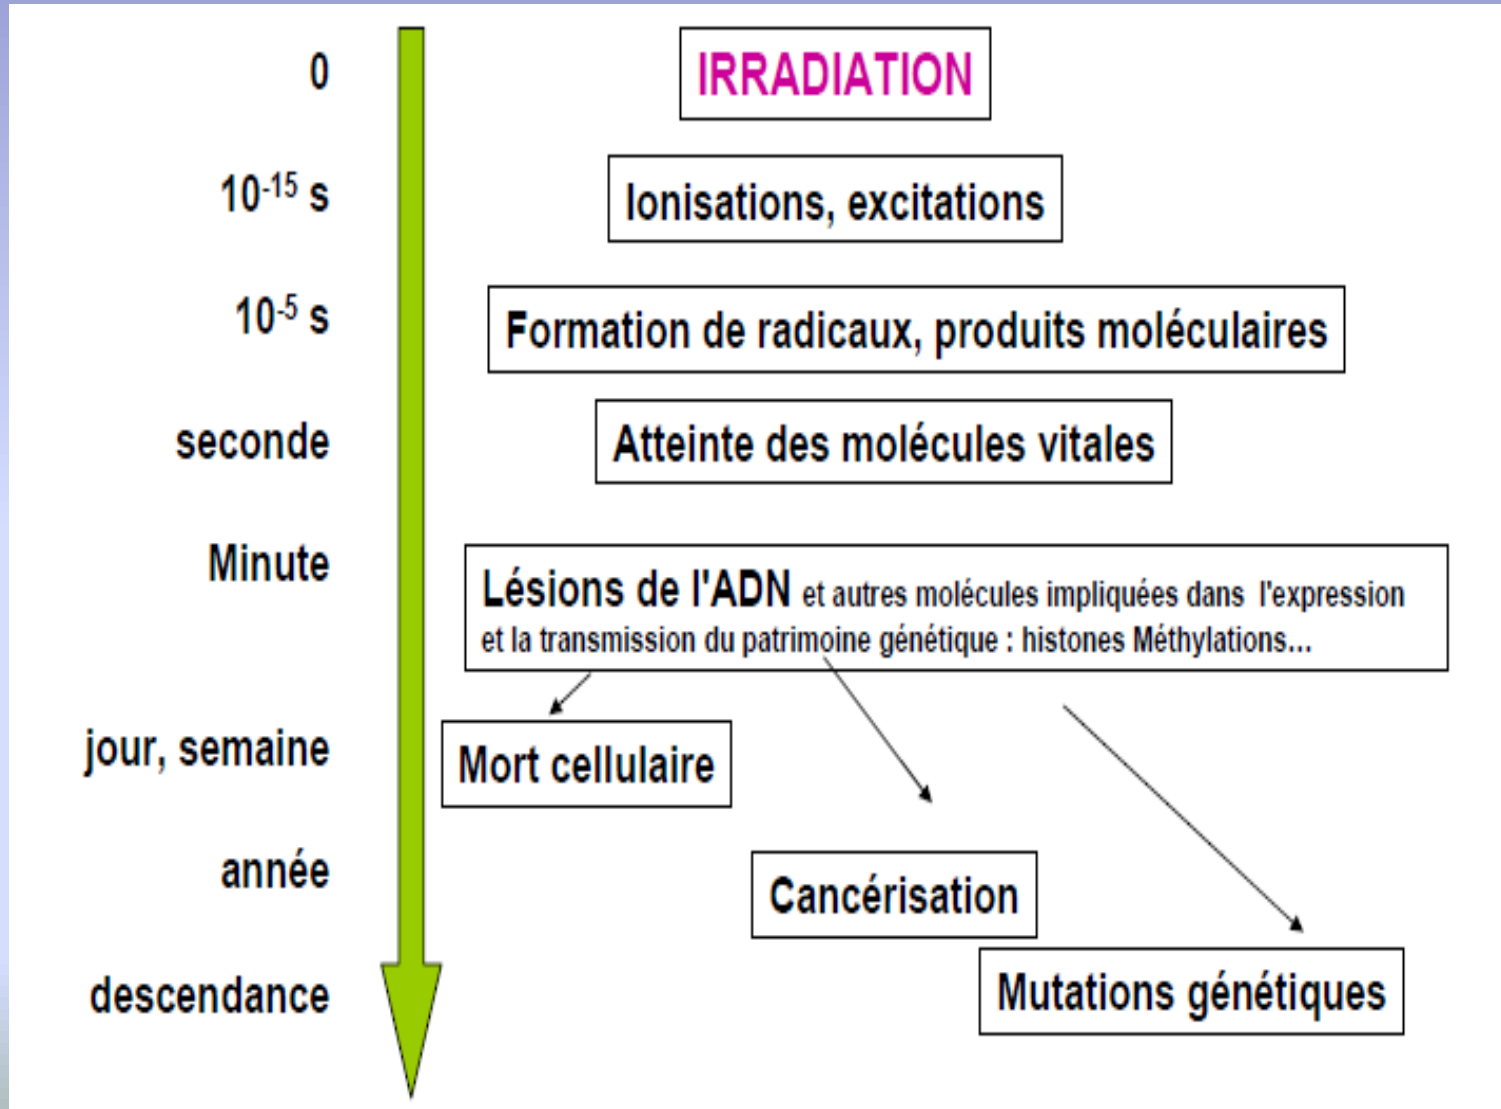 0
IRRADIATION
10⁻¹⁵ s
Ionisations, excitations
10⁻⁵ s
Formation de radicaux, produits moléculaires
seconde
Atteinte des molécules vitales
Minute
Lésions de l'ADN et autres molécules impliquées dans l'expression
et la transmission du patrimoine génétique : histones Méthylations...
jour, semaine
Mort cellulaire
année
Cancérisation
descendance
Mutations génétiques